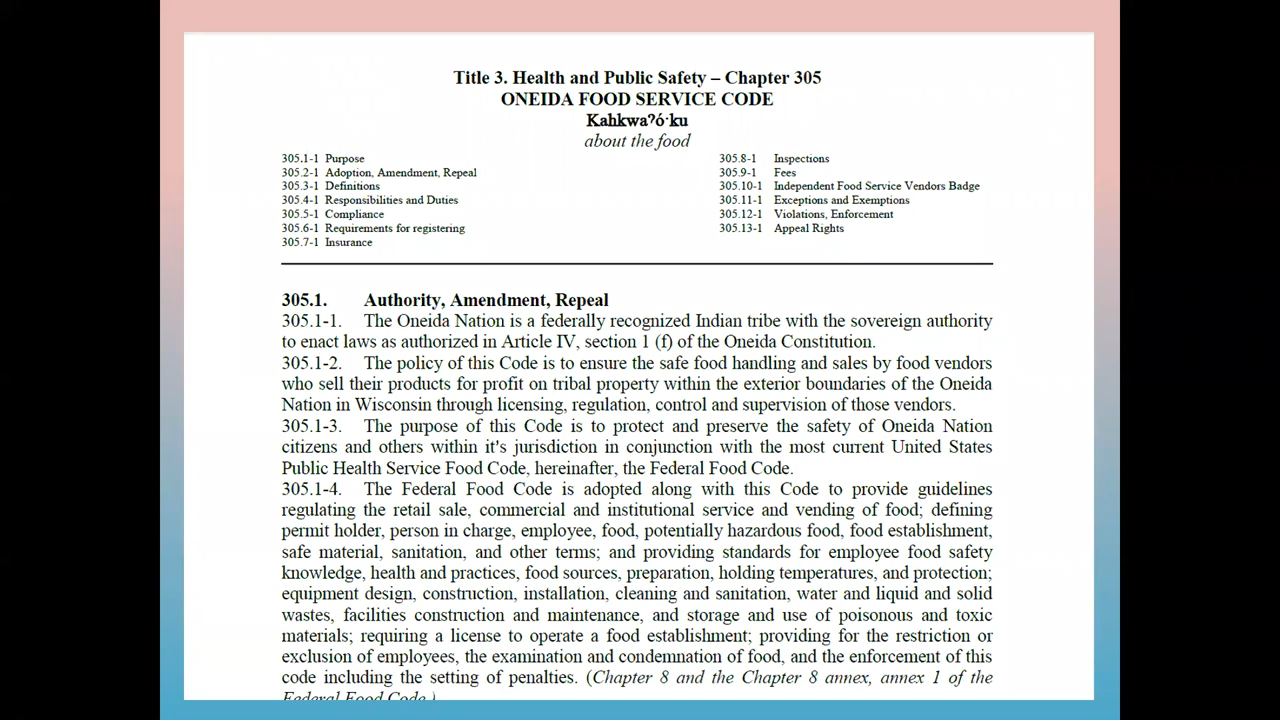 Title 3. Health and Public Safety – Chapter 305
ONEIDA FOOD SERVICE CODE
Kahkwaʔó·ku
about the food
305.1-1 Purpose
305.2-1 Adoption, Amendment, Repeal
305.3-1 Definitions
305.4-1 Responsibilities and Duties
305.5-1 Compliance
305.6-1 Requirements for registering
305.7-1 Insurance
305.8-1 Inspections
305.9-1 Fees
305.10-1 Independent Food Service Vendors Badge
305.11-1 Exceptions and Exemptions
305.12-1 Violations, Enforcement
305.13-1 Appeal Rights
305.1. Authority, Amendment, Repeal
305.1-1. The Oneida Nation is a federally recognized Indian tribe with the sovereign authority
to enact laws as authorized in Article IV, section 1 (f) of the Oneida Constitution.
305.1-2. The policy of this Code is to ensure the safe food handling and sales by food vendors
who sell their products for profit on tribal property within the exterior boundaries of the Oneida
Nation in Wisconsin through licensing, regulation, control and supervision of those vendors.
305.1-3. The purpose of this Code is to protect and preserve the safety of Oneida Nation
citizens and others within it's jurisdiction in conjunction with the most current United States
Public Health Service Food Code, hereinafter, the Federal Food Code.
305.1-4. The Federal Food Code is adopted along with this Code to provide guidelines
regulating the retail sale, commercial and institutional service and vending of food; defining
permit holder, person in charge, employee, food, potentially hazardous food, food establishment,
safe material, sanitation, and other terms; and providing standards for employee food safety
knowledge, health and practices, food sources, preparation, holding temperatures, and protection;
equipment design, construction, installation, cleaning and sanitation, water and liquid and solid
wastes, facilities construction and maintenance, and storage and use of poisonous and toxic
materials; requiring a license to operate a food establishment; providing for the restriction or
exclusion of employees, the examination and condemnation of food, and the enforcement of this
code including the setting of penalties. (Chapter 8 and the Chapter 8 annex, annex 1 of the
Federal Food Code.)